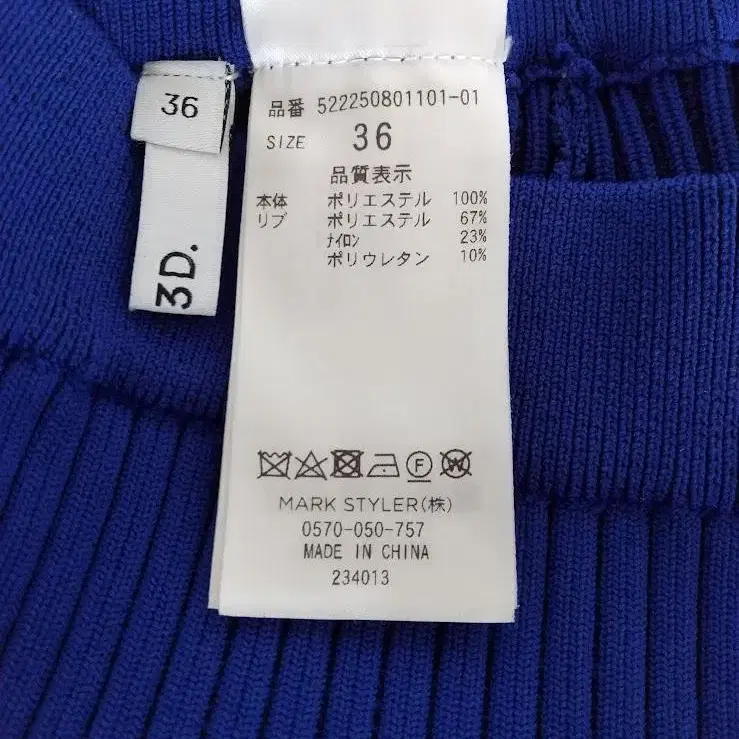 36
3D.
品番 522250801101-01
SIZE 36
品質表示
本体 ポリエステル 100%
リブ ポリエステル 67%
ﾅｲﾛﾝ 23%
ポリウレタン 10%
F W
MARK STYLER(株)
0570-050-757
MADE IN CHINA
234013